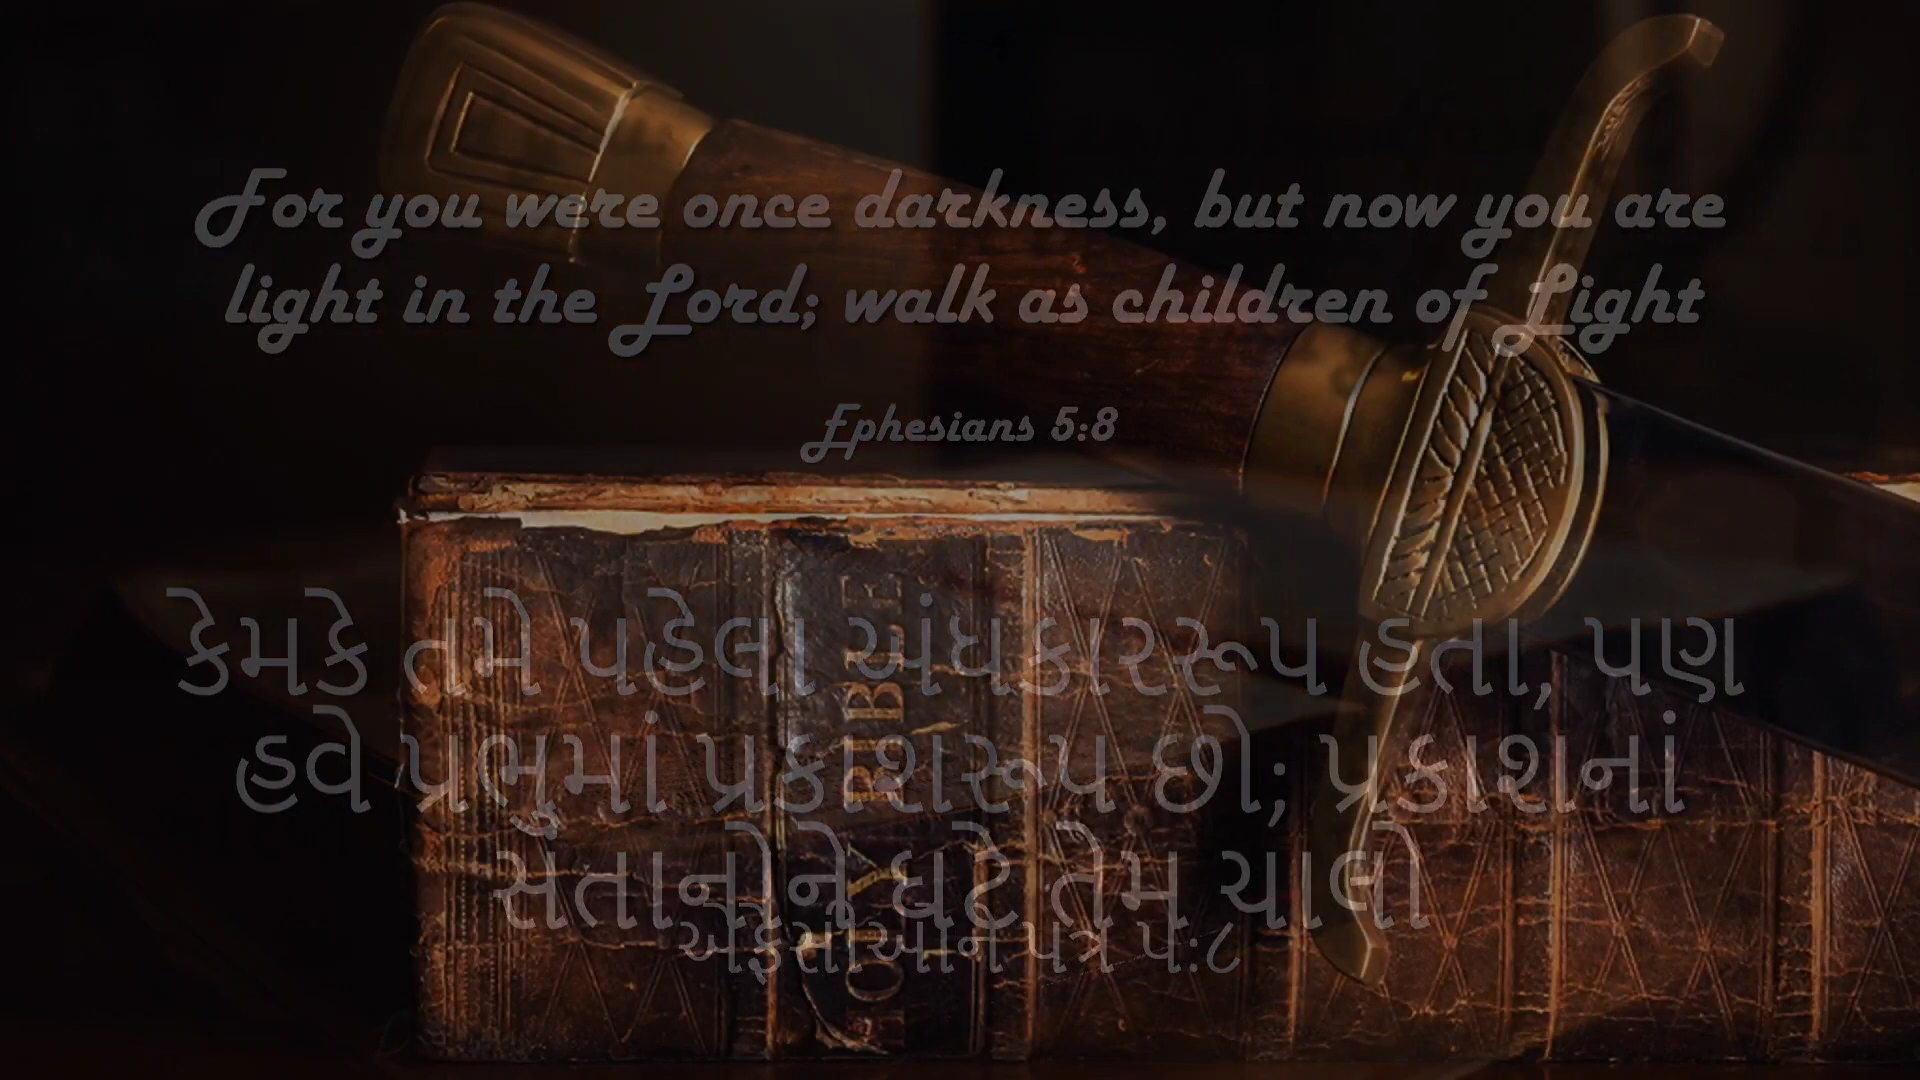 For you were once darkness, but now you are
light in the Lord; walk as children of Light
Ephesians 5:8
કેમકે તમે પહેલાં અંધકારરૂપ હતા, પણ
હવે પ્રભુમાં પ્રકાશરૂપ છો; પ્રકાશનાં
સંતાનોને ઘટે તેમ ચાલો
એફેસીઓને પત્ર ૫:૮
HOLY BIBLE